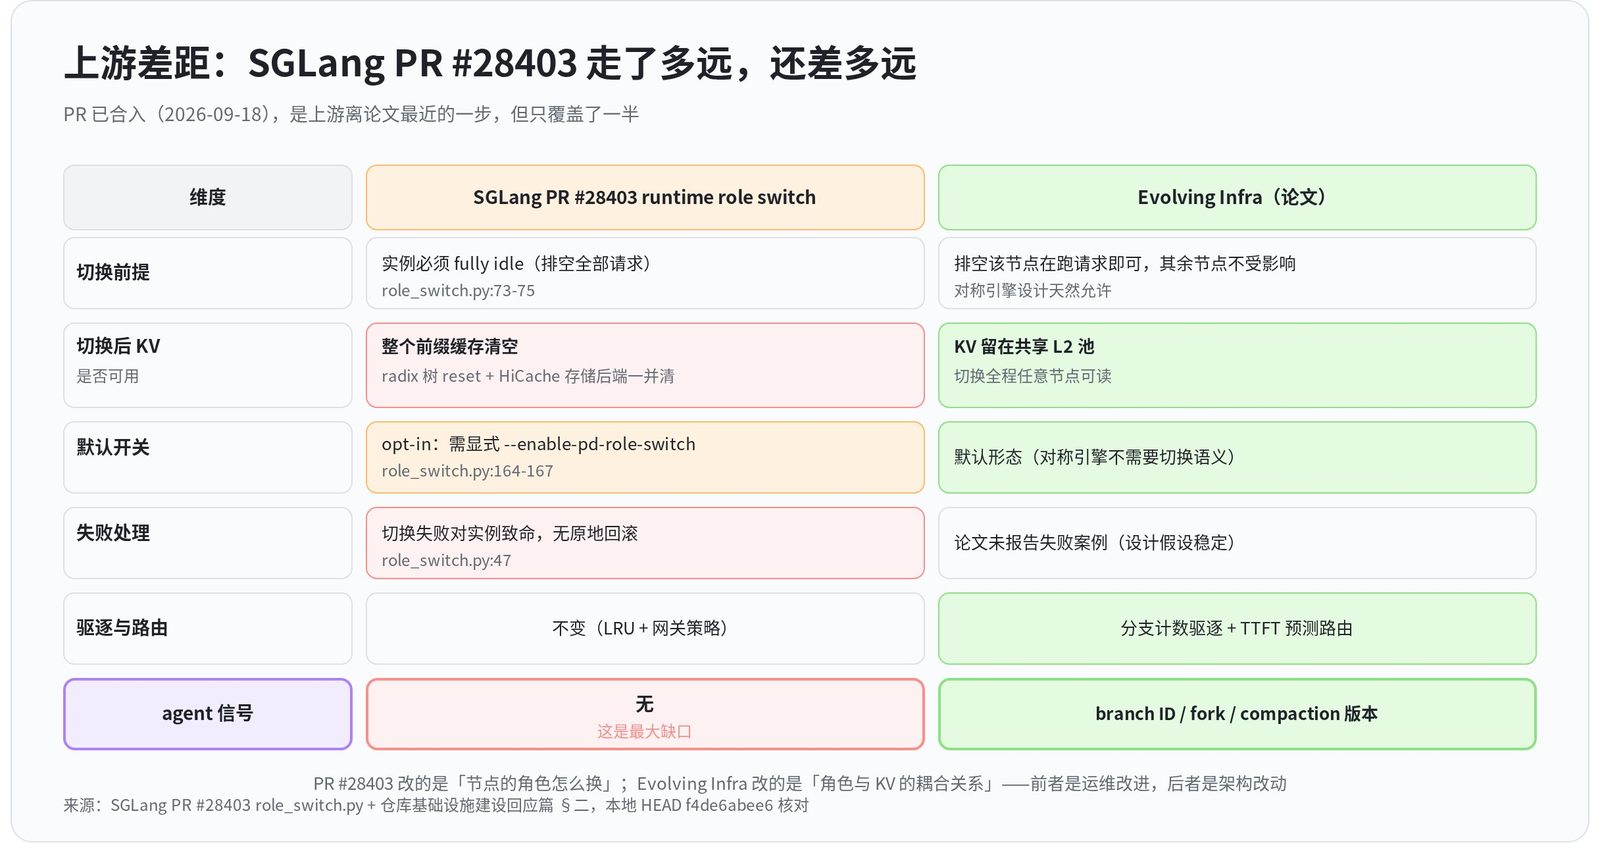 上游差距：SGLang PR #28403 走了多远，还差多远
PR 已合入（2026-09-18），是上游离论文最近的一步，但只覆盖了一半
维度
SGLang PR #28403 runtime role switch
Evolving Infra（论文）
切换前提
实例必须 fully idle（排空全部请求）
role_switch.py:73-75
排空该节点在跑请求即可，其余节点不受影响
对称引擎设计天然允许
切换后 KV
是否可用
整个前缀缓存清空
radix 树 reset + HiCache 存储后端一并清
KV 留在共享 L2 池
切换全程任意节点可读
默认开关
opt-in：需显式 --enable-pd-role-switch
role_switch.py:164-167
默认形态（对称引擎不需要切换语义）
失败处理
切换失败对实例致命，无原地回滚
role_switch.py:47
论文未报告失败案例（设计假设稳定）
驱逐与路由
不变（LRU + 网关策略）
分支计数驱逐 + TTFT 预测路由
agent 信号
无
这是最大缺口
branch ID / fork / compaction 版本
PR #28403 改的是「节点的角色怎么换」；Evolving Infra 改的是「角色与 KV 的耦合关系」——前者是运维改进，后者是架构改动
来源：SGLang PR #28403 role_switch.py + 仓库基础设施建设回应篇 §二，本地 HEAD f4de6abee6 核对